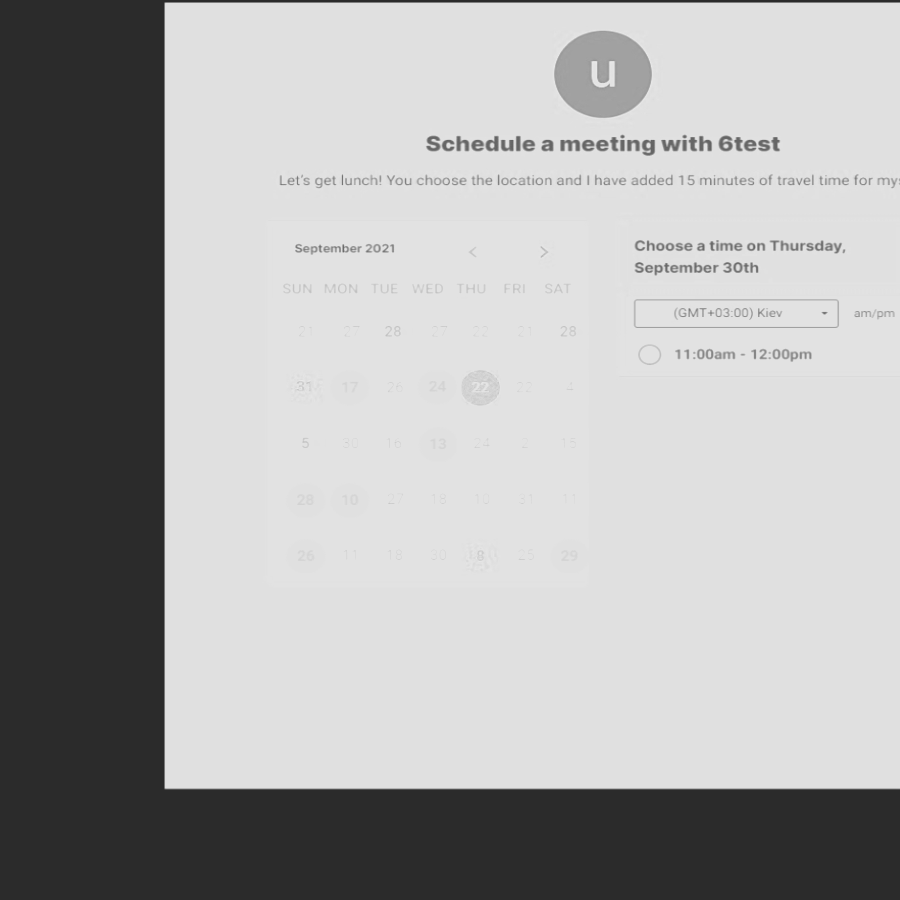 u
Schedule a meeting with 6test
Let's get lunch! You choose the location and I have added 15 minutes of travel time for
September 2021
SUN MON TUE WED THU FRI SAT
21 27 28 27 22 21 28
31 17 26 24 22 22 4
5 30 16 13 24 2 15
28 10 27 18 19 31 11
26 11 18 30 8 25 29
Choose a time on Thursday,
September 30th
(GMT+03:00) Kiev
am/pm
11:00am - 12:00pm